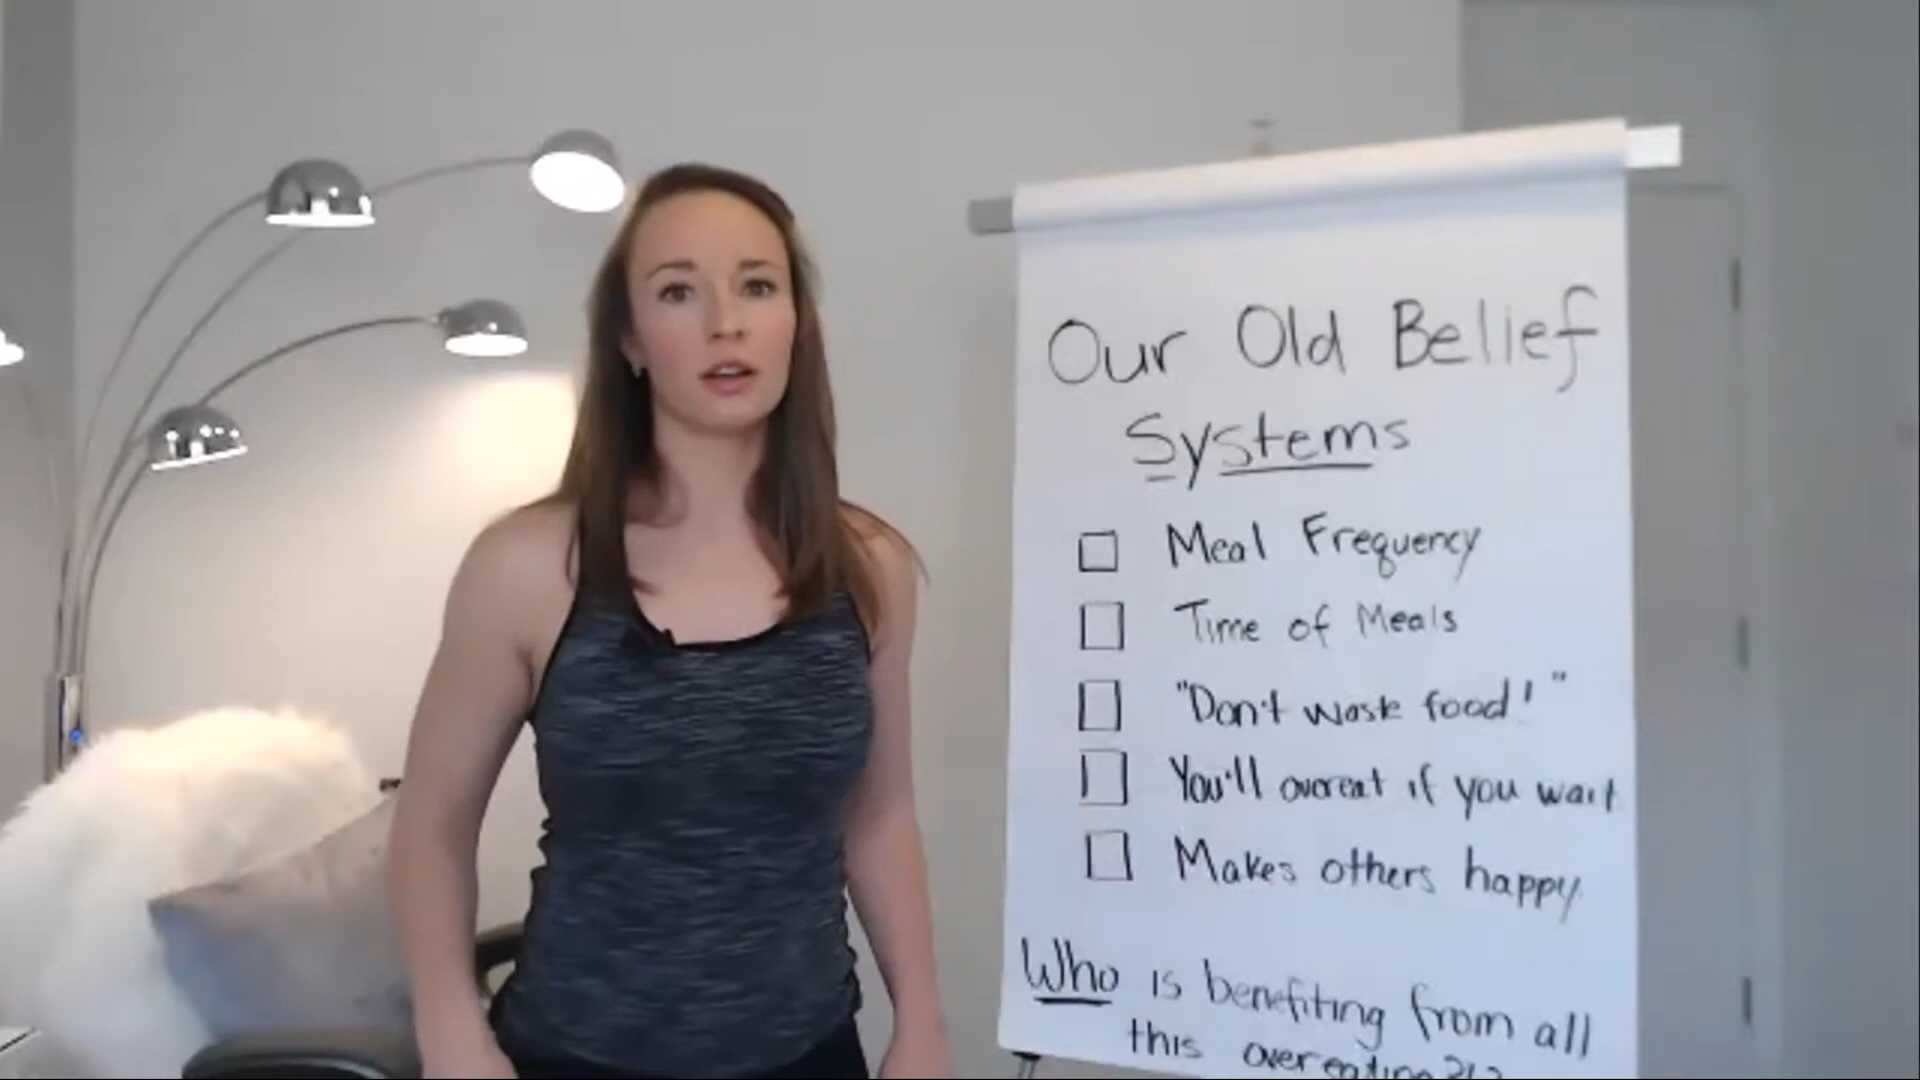 Our Old Belief
Systems
Meal Frequency
Time of Meals
"Don't waste food!"
You'll overeat if you wait
Makes others happy
Who is benefiting from all
this overeating?!?